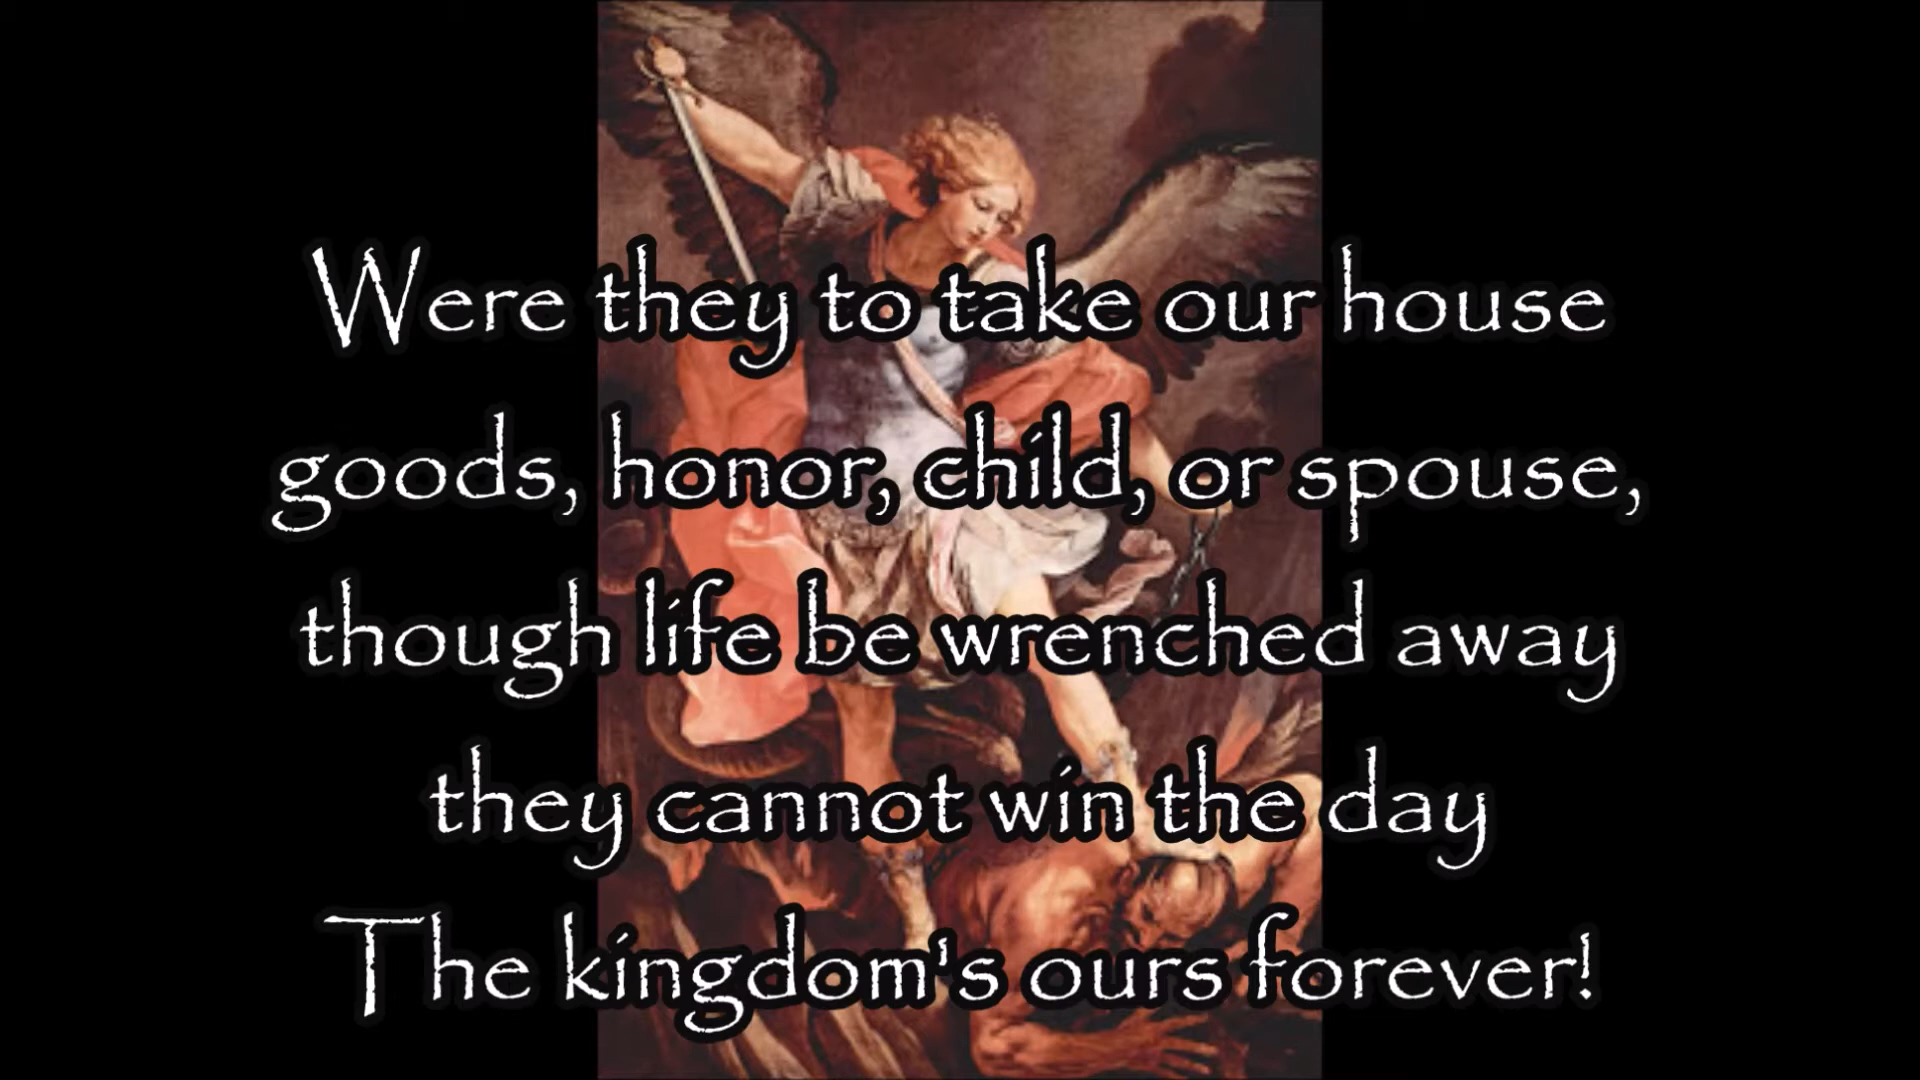 Were they to take our house
goods, honor, child, or spouse,
though life be wrenched away
they cannot win the day
The kingdom's ours forever!